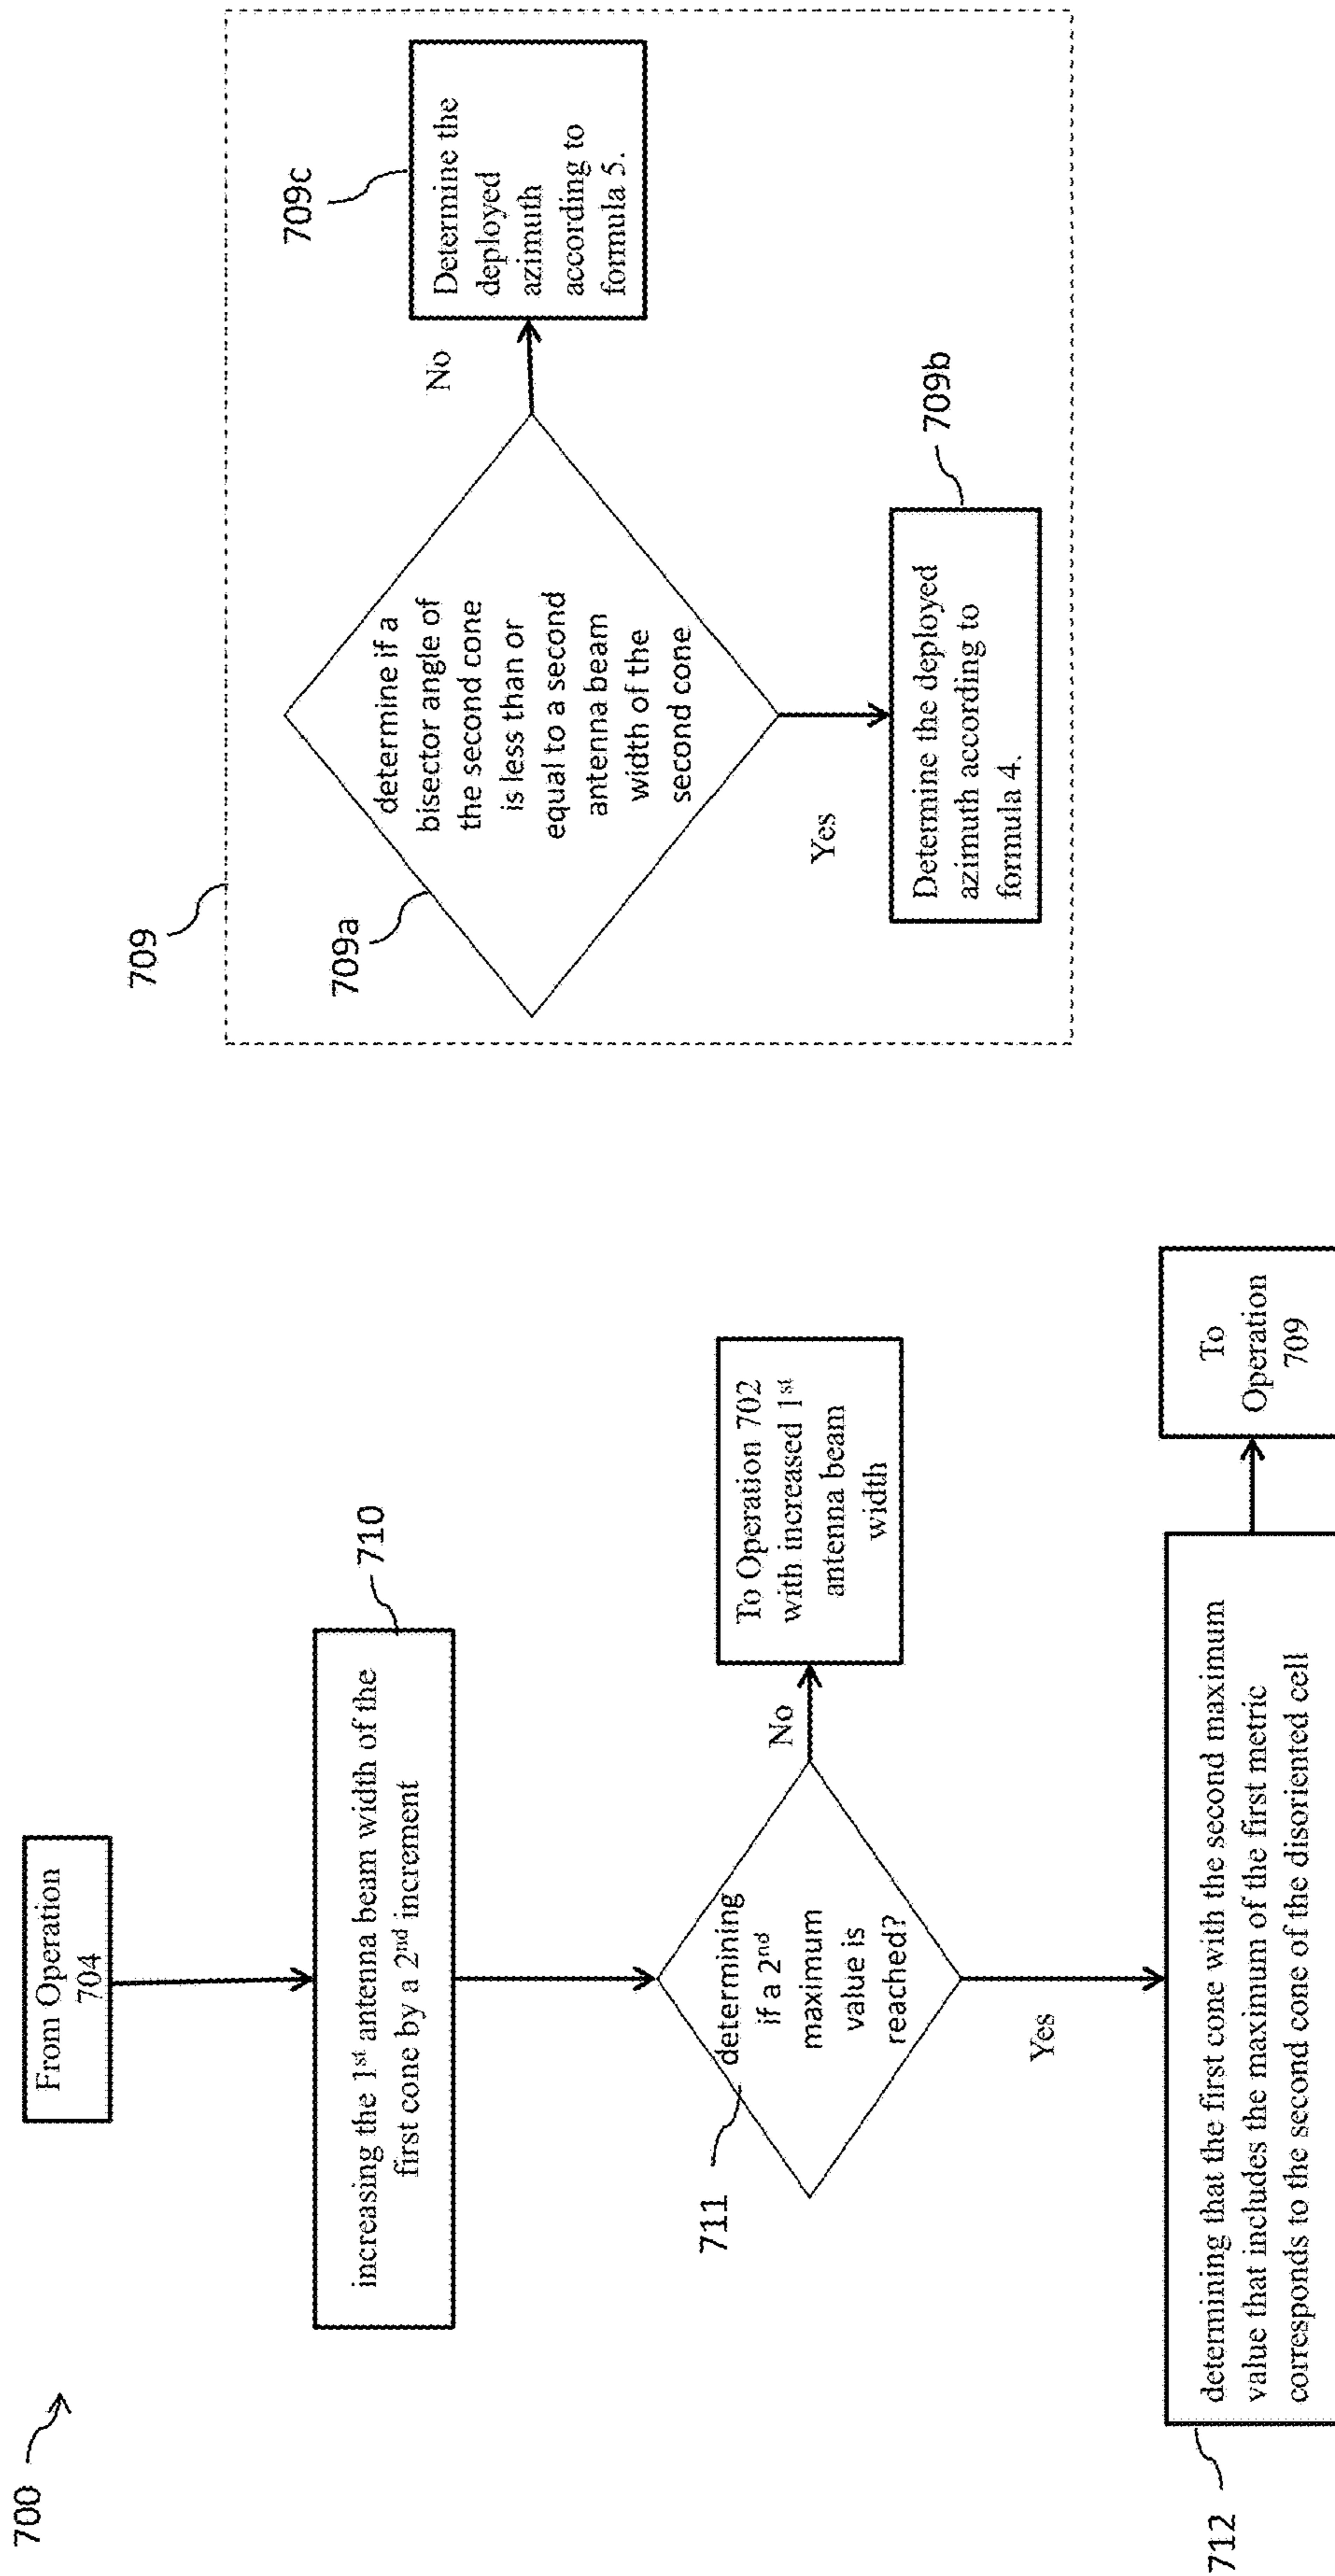 700
From Operation
704
increasing the 1st antenna beam width of the
first cone by a 2nd increment
710
711
determining
if a 2nd
maximum
value is
reached?
No
To Operation 702
with increased 1st
antenna beam
width
Yes
712
determining that the first cone with the second maximum
value that includes the maximum of the first metric
corresponds to the second cone of the disoriented cell
To
Operation
709
709
709a
determine if a
bisector angle of
the second cone
is less than or
equal to a second
antenna beam
width of the
second cone
No
709c
Determine the
deployed
azimuth
according to
formula 5.
Yes
709b
Determine the deployed
azimuth according to
formula 4.